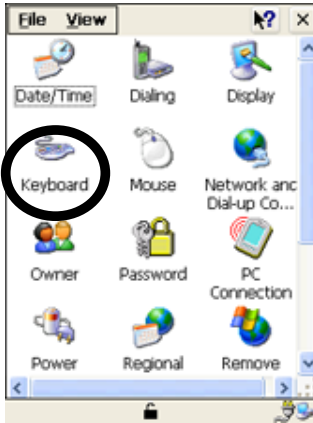 File View ?
Date/Time Dialing Display
Keyboard Mouse Network anc
Dial-up Co...
Owner Password PC
Connection
Power Regional Remove